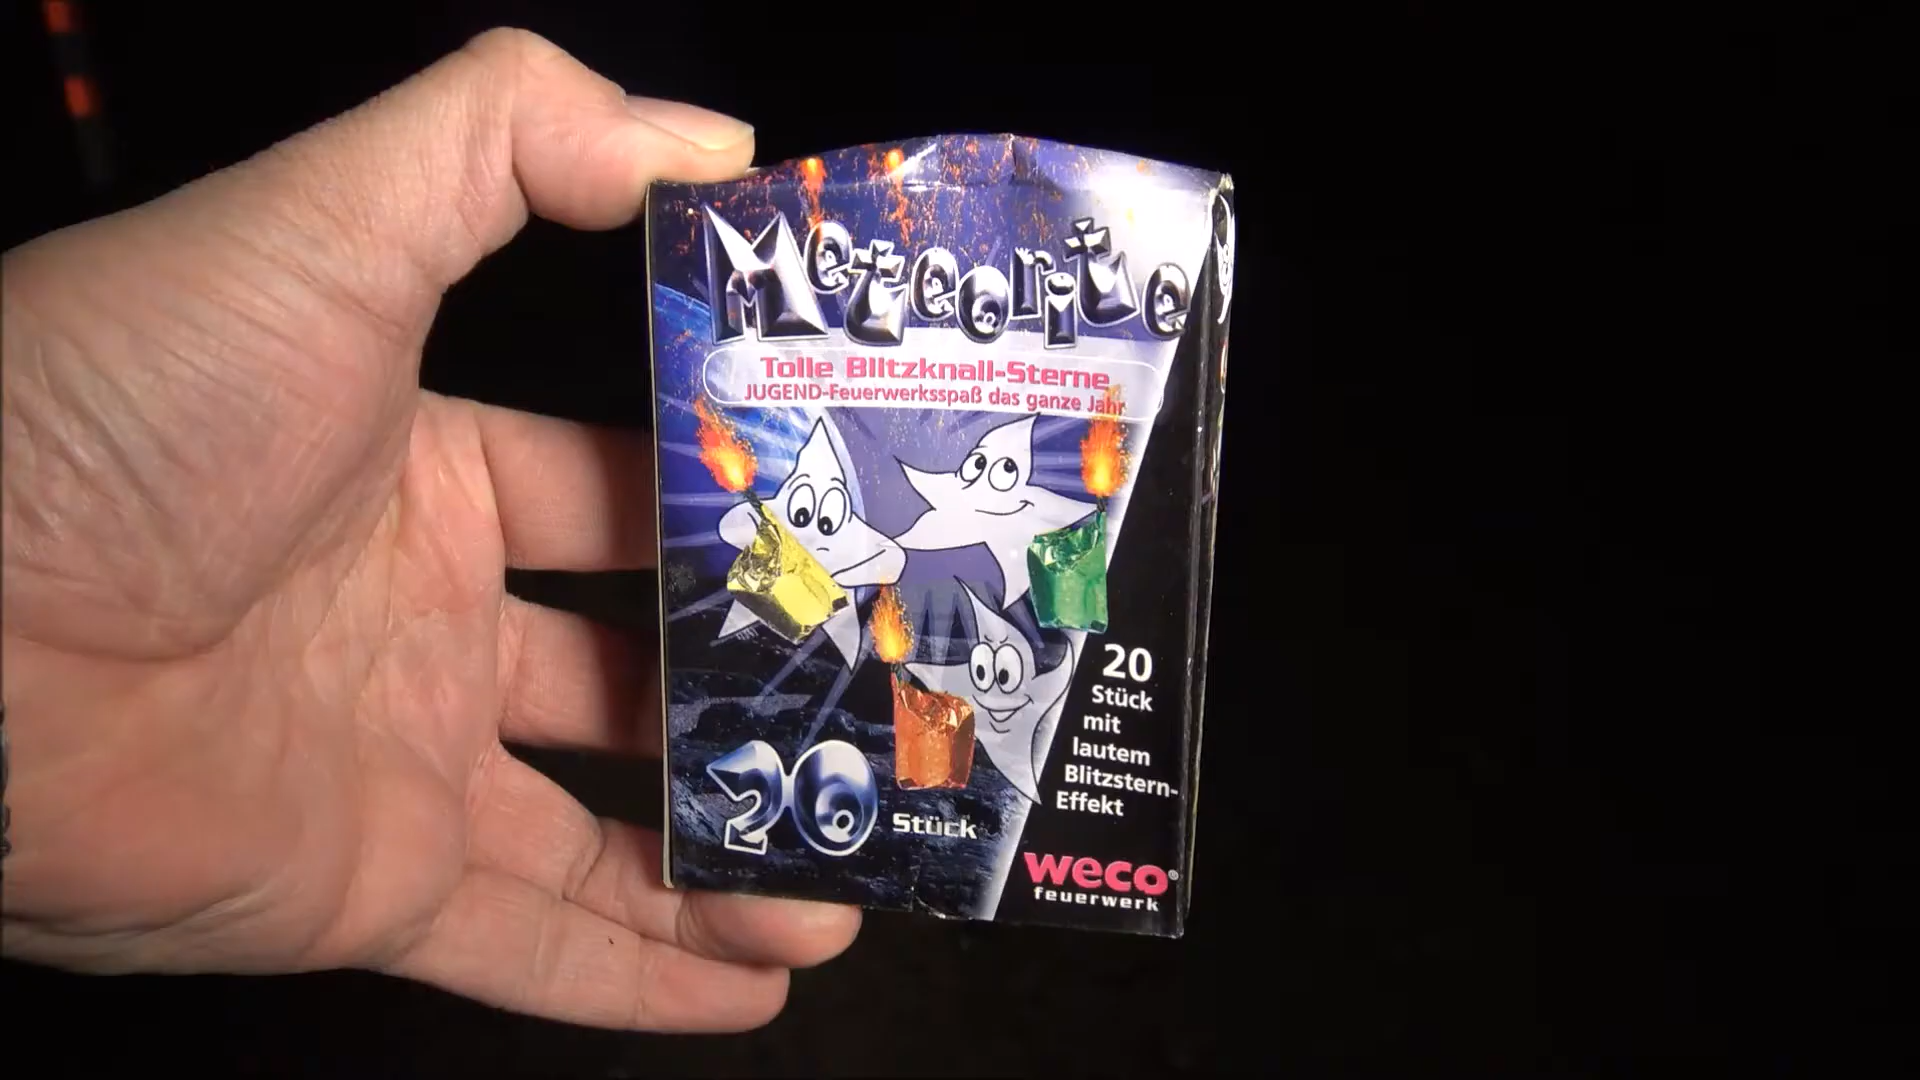 Meteorite
Tolle Blitzknall-Sterne
JUGEND-Feuerwerksspaß das ganze Jahr
20
Stück
mit
lautem
Blitzstern-
Effekt
20 Stück
weco®
feuerwerk